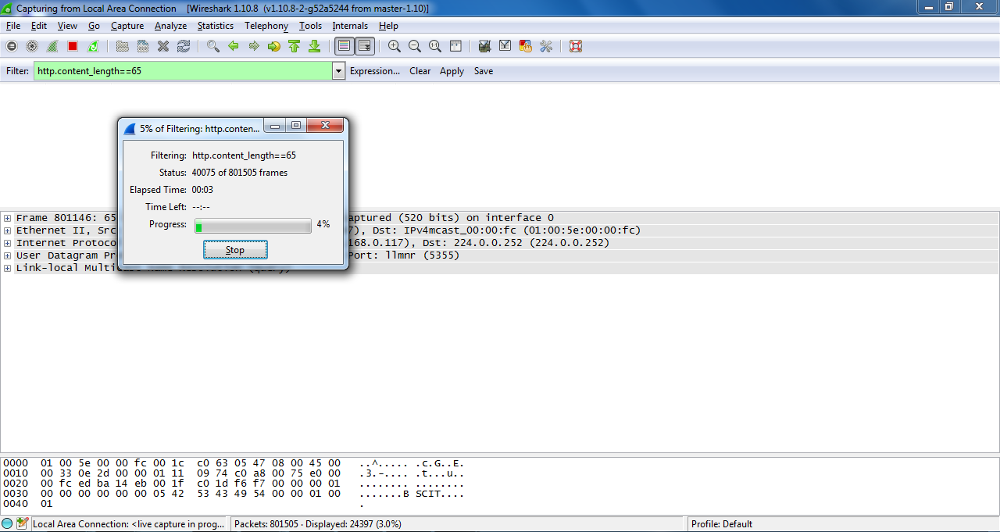 Capturing from Local Area Connection [Wireshark 1.10.8 (v1.10.8-2-g52a5244 from master-1.10)]
File Edit View Go Capture Analyze Statistics Telephony Tools Internals Help
Filter: http.content_length==65 Expression... Clear Apply Save
5% of Filtering: http.conten...
Filtering: http.content_length==65
Status: 40075 of 801505 frames
Elapsed Time: 00:03
Time Left: --:--
Progress: 4%
Stop
Frame 801146: 65 aptured (520 bits) on interface 0
Ethernet II, Src 7), Dst: IPv4mcast_00:00:fc (01:00:5e:00:00:fc)
Internet Protoco 168.0.117), Dst: 224.0.0.252 (224.0.0.252)
User Datagram Pr Port: llmnr (5355)
Link-local Multi
0000 01 00 5e 00 00 fc 00 1c c0 63 05 47 08 00 45 00 ..^..... .c.G..E.
0010 00 33 0e 2d 00 00 01 11 09 74 c0 a8 00 75 e0 00 .3.-.... .t...u..
0020 00 fc ed ba 14 eb 00 1f c0 1d f6 f7 00 00 00 01 ........ ........
0030 00 00 00 00 00 00 05 42 53 43 49 54 00 00 01 00 .......B SCIT....
0040 01 .
Local Area Connection: <live capture in prog... Packets: 801505 · Displayed: 24397 (3.0%) Profile: Default